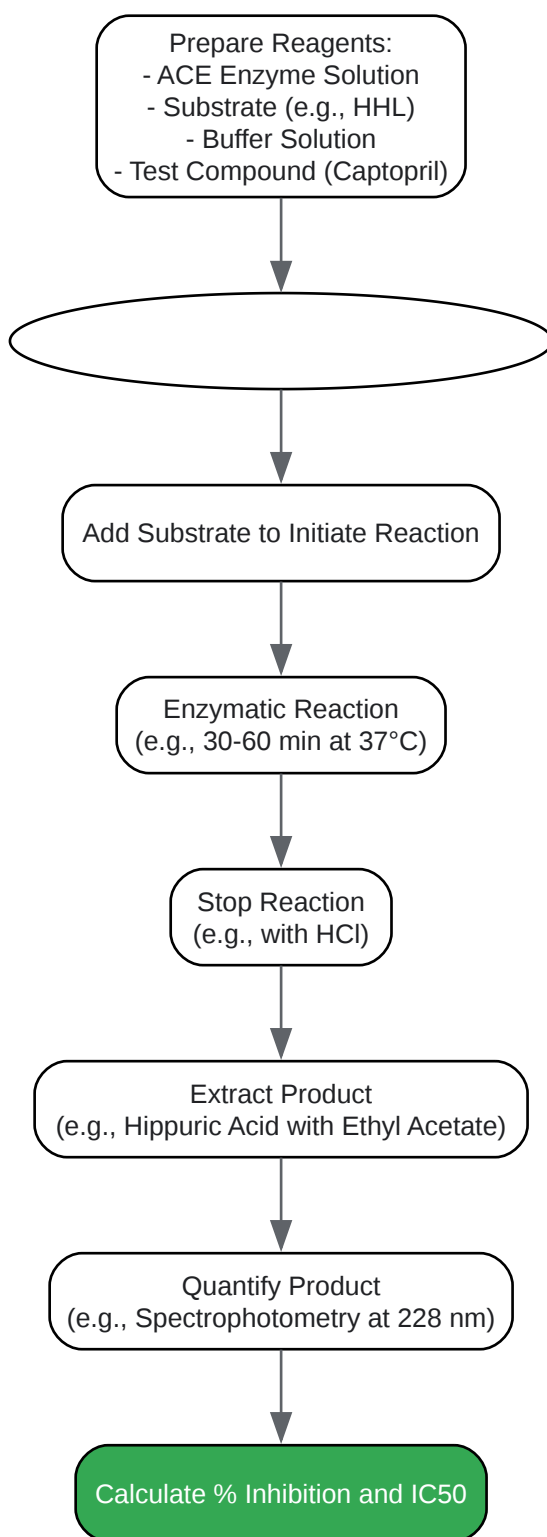 Prepare Reagents:
- ACE Enzyme Solution
- Substrate (e.g., HHL)
- Buffer Solution
- Test Compound (Captopril)
Add Substrate to Initiate Reaction
Enzymatic Reaction
(e.g., 30-60 min at 37°C)
Stop Reaction
(e.g., with HCl)
Extract Product
(e.g., Hippuric Acid with Ethyl Acetate)
Quantify Product
(e.g., Spectrophotometry at 228 nm)
Calculate % Inhibition and IC50